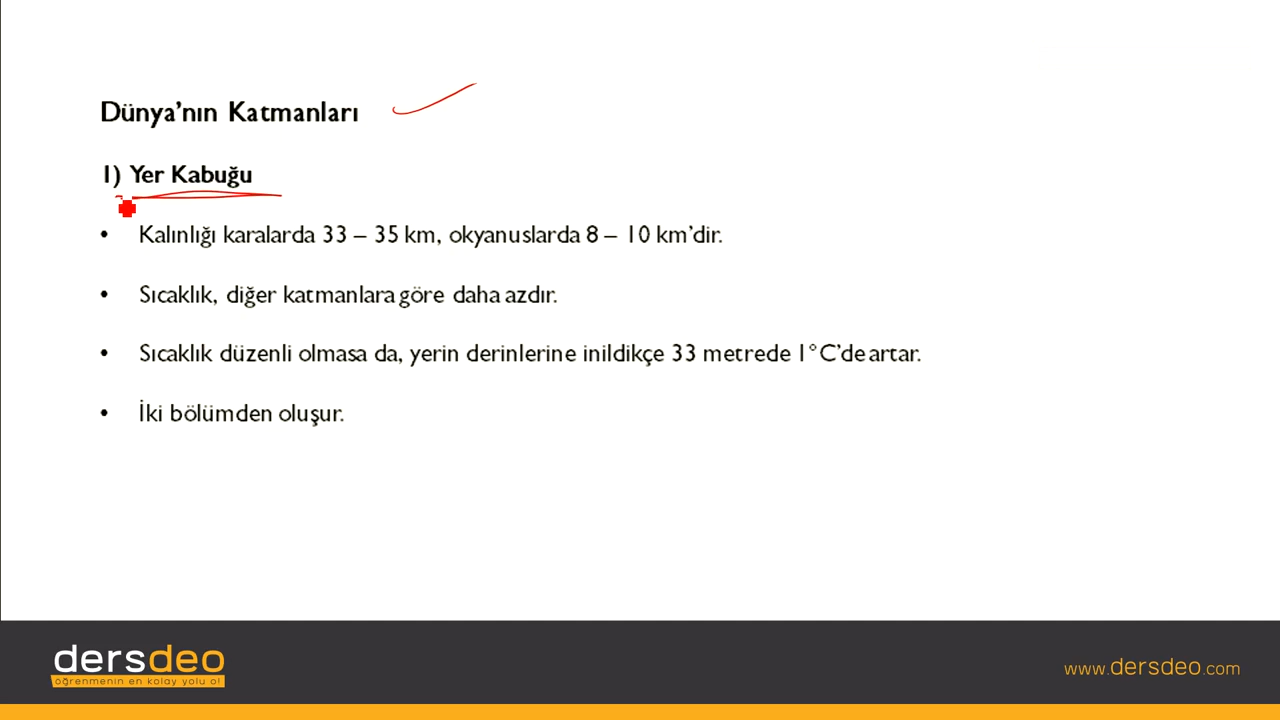 Dünya’nın Katmanları
1) Yer Kabuğu
• Kalınlığı karalarda 33 – 35 km, okyanuslarda 8 – 10 km’dir.
• Sıcaklık, diğer katmanlara göre daha azdır.
• Sıcaklık düzenli olmasa da, yerin derinlerine inildikçe 33 metrede 1°C’de artar.
• İki bölümden oluşur.
dersdeo
öğrenmenin en kolay yolu o!
www.dersdeo.com